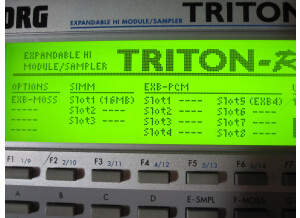 ORG
EXPANDABLE HI MODULE/SAMPLER
TRITON
EXPANDABLE HI
MODULE/SAMPLER
TRITON-R
OPTIONS SIMM EXB-PCM
EXB-MOSS Slot1 (16MB) Slot1 ---- Slot5 (EXB4)
---- Slot2 ---- Slot2 ---- Slot6 ----
---- Slot3 ---- Slot3 ---- Slot7 ----
---- Slot4 ---- Slot8 ----
F1 1/9 F2 2/10 F3 3/11 F4 4/12 F5 5/13 F6 6/14 F7
A B C D E-SMPL F-MOSS